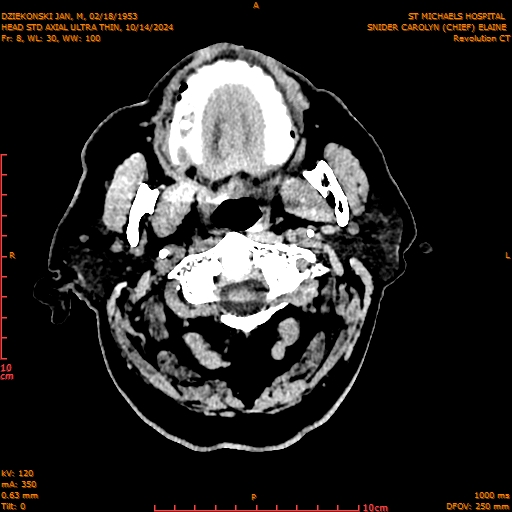 A
DZIEKONSKI JAN, M, 02/18/1953
HEAD STD AXIAL ULTRA THIN, 10/14/2024
Fr: 8, WL: 30, WW: 100
ST MICHAELS HOSPITAL
SNIDER CAROLYN (CHIEF) ELAINE
Revolution CT
R
L
10
cm
kV: 120
mA: 350
0.63 mm
Tilt: 0
P
10cm
1000 ms
DFOV: 250 mm